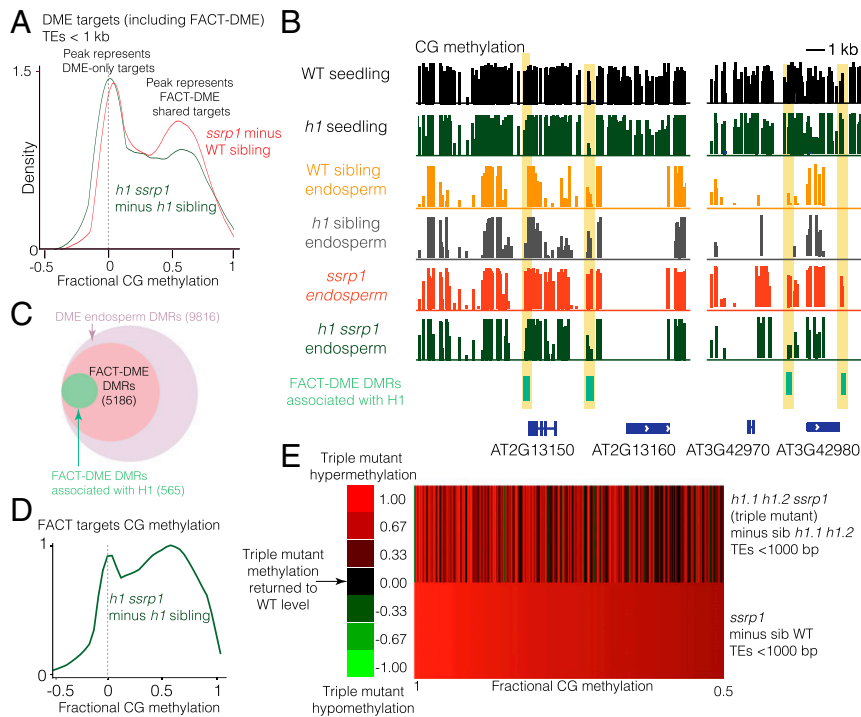 A
DME targets (including FACT-DME)
TEs < 1 kb
Peak represents
DME-only targets
Peak represents
FACT-DME
shared targets
1.5
ssrp1 minus
WT sibling
Density
h1 ssrp1
minus h1 sibling
0
-0.5 0 0.5 1
Fractional CG methylation
B
CG methylation
1 kb
WT seedling
h1 seedling
WT sibling
endosperm
h1 sibling
endosperm
ssrp1
endosperm
h1 ssrp1
endosperm
FACT-DME DMRs
associated with H1
AT2G13150 AT2G13160 AT3G42970 AT3G42980
C
DME endosperm DMRs (9816)
FACT-DME
DMRs
(5186)
FACT-DME DMRs
associated with H1 (565)
D
FACT targets CG methylation
1
h1 ssrp1
minus h1 sibling
0
-0.5 0 0.5 1
Fractional CG methylation
E
Triple mutant
hypermethylation
1.00
0.67
0.33
0.00
-0.33
-0.67
-1.00
Triple mutant
methylation
returned to
WT level
Triple mutant
hypomethylation
h1.1 h1.2 ssrp1
(triple mutant)
minus sib h1.1 h1.2
TEs <1000 bp
ssrp1
minus sib WT
TEs <1000 bp
1 Fractional CG methylation 0.5